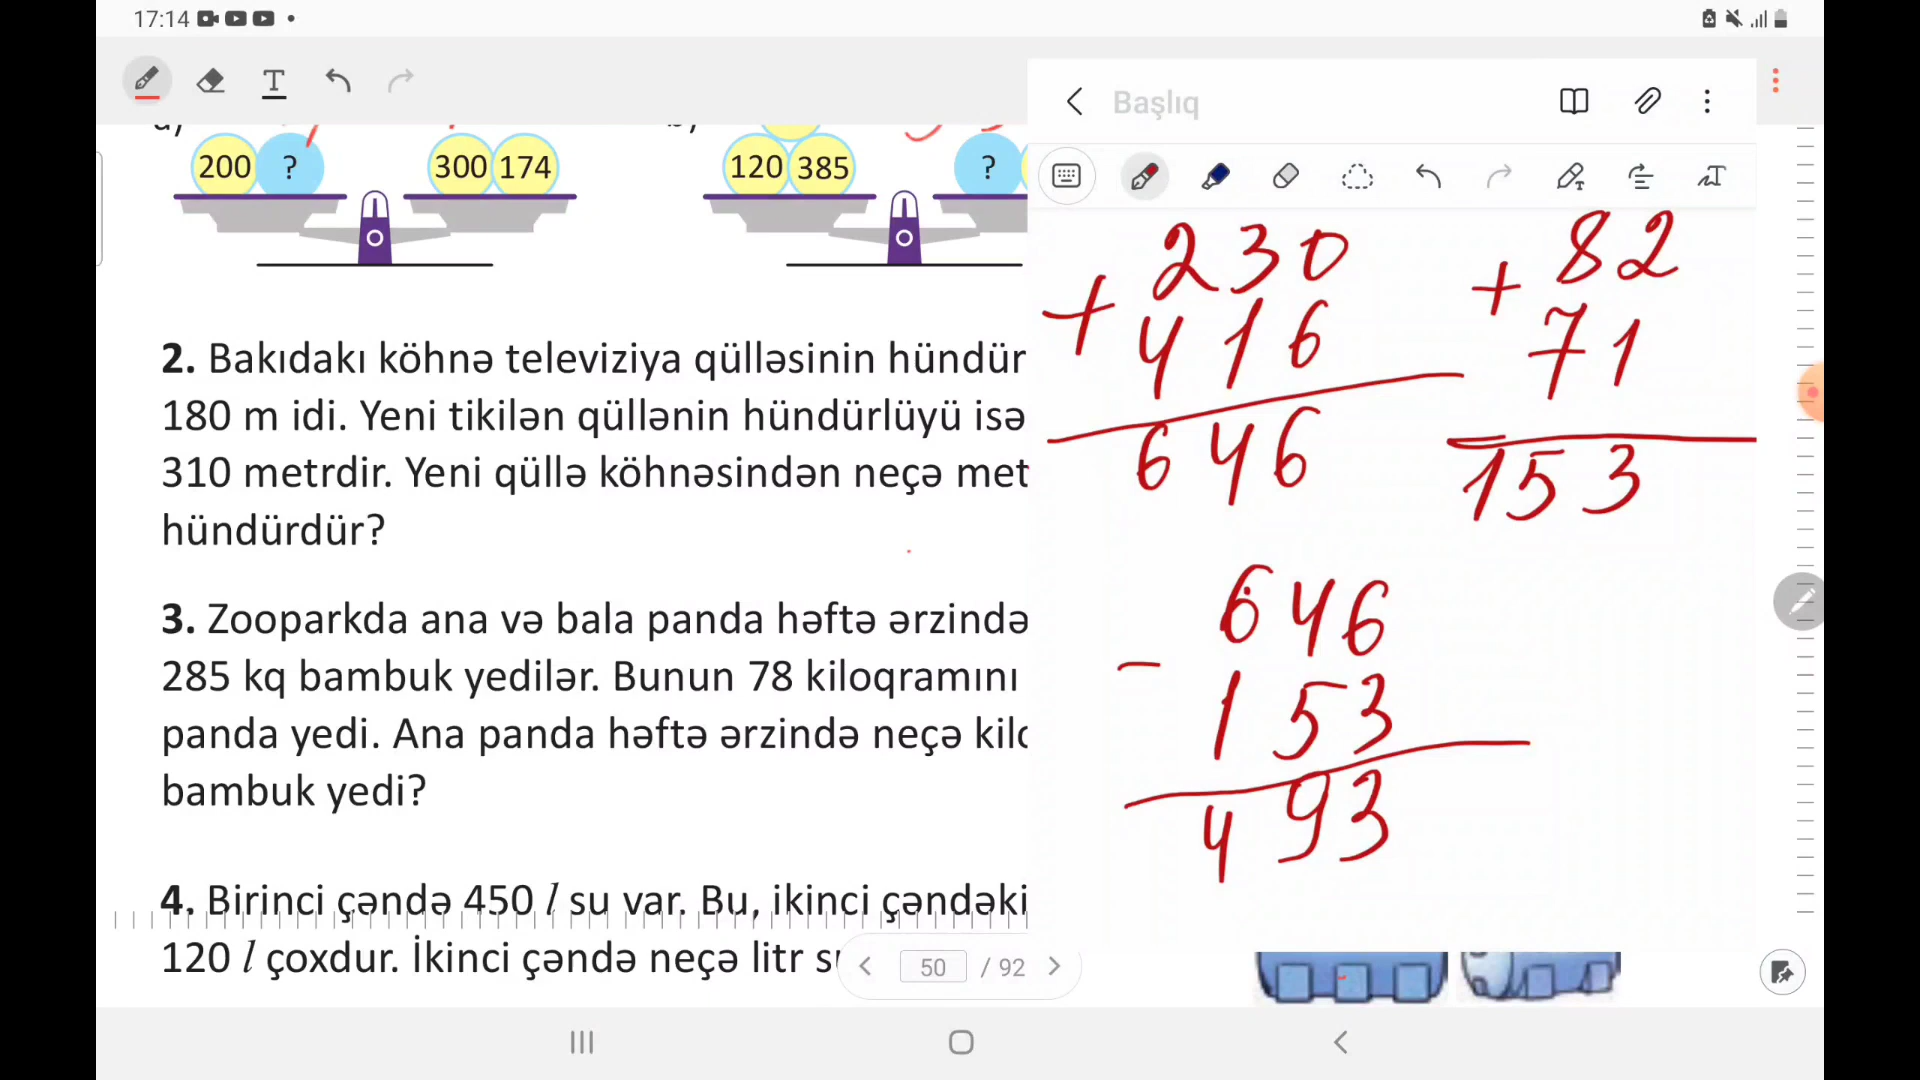 17:14
Başlıq
200 ? 300 174
120 385 ?
2. Bakıdakı köhnə televiziya qülləsinin hündür
180 m idi. Yeni tikilən qüllənin hündürlüyü isə
310 metrdir. Yeni qüllə köhnəsindən neçə met
hündürdür?
3. Zooparkda ana və bala panda həftə ərzində
285 kq bambuk yedilər. Bunun 78 kiloqramını
panda yedi. Ana panda həftə ərzində neçə kilo
bambuk yedi?
4. Birinci çəndə 450 l su var. Bu, ikinci çəndəki
120 l çoxdur. İkinci çəndə neçə litr su
50 / 92
230
+ 416
646
+ 82
71
153
646
- 153
493